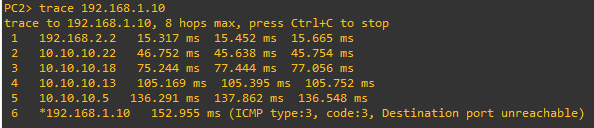 PC2> trace 192.168.1.10
trace to 192.168.1.10, 8 hops max, press Ctrl+C to stop
1 192.168.2.2 15.317 ms 15.452 ms 15.665 ms
2 10.10.10.22 46.752 ms 45.638 ms 45.754 ms
3 10.10.10.18 75.244 ms 77.444 ms 77.056 ms
4 10.10.10.13 105.169 ms 105.395 ms 105.752 ms
5 10.10.10.5 136.291 ms 137.862 ms 136.548 ms
6 *192.168.1.10 152.955 ms (ICMP type:3, code:3, Destination port unreachable)